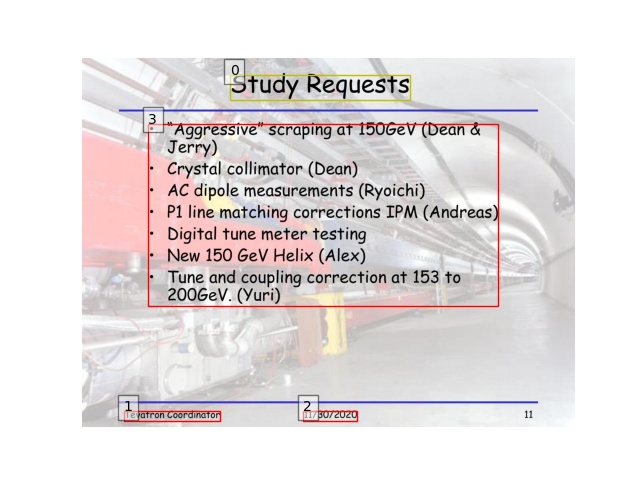 Study Requests
• "Aggressive" scraping at 150GeV (Dean &
Jerry)
• Crystal collimator (Dean)
• AC dipole measurements (Ryoichi)
• P1 line matching corrections IPM (Andreas)
• Digital tune meter testing
• New 150 GeV Helix (Alex)
• Tune and coupling correction at 153 to
200GeV. (Yuri)
Tevatron Coordinator
11/30/2020
11
0
3
1
2